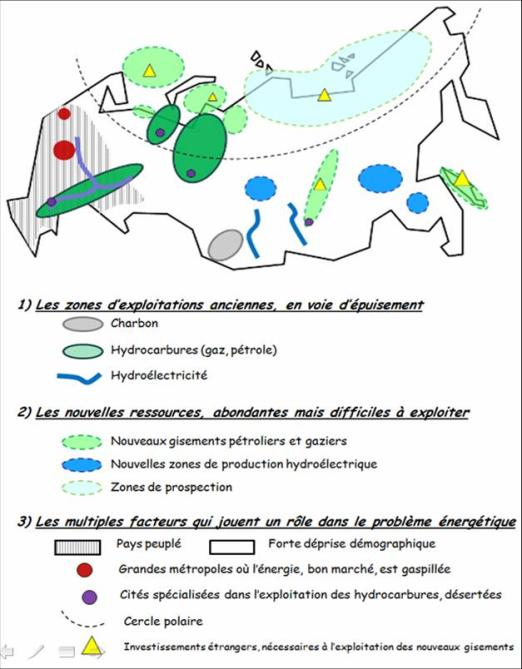 1) Les zones d'exploitations anciennes, en voie d'épuisement
Charbon
Hydrocarbures (gaz, pétrole)
Hydroélectricité
2) Les nouvelles ressources, abondantes mais difficiles à exploiter
Nouveaux gisements pétroliers et gaziers
Nouvelles zones de production hydroélectrique
Zones de prospection
3) Les multiples facteurs qui jouent un rôle dans le problème énergétique
Pays peuplé Forte déprise démographique
Grandes métropoles où l'énergie, bon marché, est gaspillée
Cités spécialisées dans l'exploitation des hydrocarbures, désertées
Cercle polaire
Investissements étrangers, nécessaires à l'exploitation des nouveaux gisements